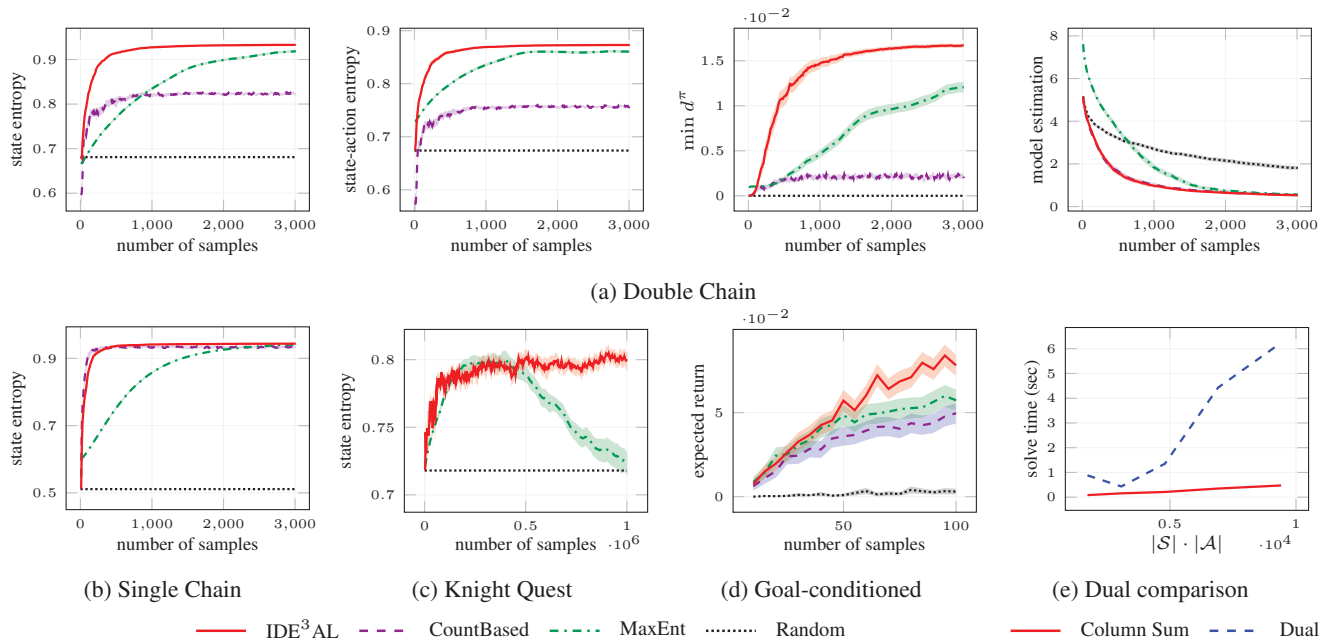 ·10⁻²
state entropy
0.9
0.8
0.7
0.6
0
1,000
2,000
3,000
number of samples
state-action entropy
0.9
0.8
0.7
0.6
0
1,000
2,000
3,000
number of samples
min d^π
1.5
1
0.5
0
0
1,000
2,000
3,000
number of samples
model estimation
8
6
4
2
0
0
1,000
2,000
3,000
number of samples
(a) Double Chain
state entropy
0.9
0.7
0.5
0
1,000
2,000
3,000
number of samples
(b) Single Chain
state entropy
0.8
0.75
0.7
0
0.5
1
number of samples
·10⁶
(c) Knight Quest
·10⁻²
expected return
5
0
50
100
number of samples
(d) Goal-conditioned
solve time (sec)
6
5
4
3
2
1
0
0.5
1
|S| · |A|
·10⁴
(e) Dual comparison
IDE³AL CountBased MaxEnt Random Column Sum Dual